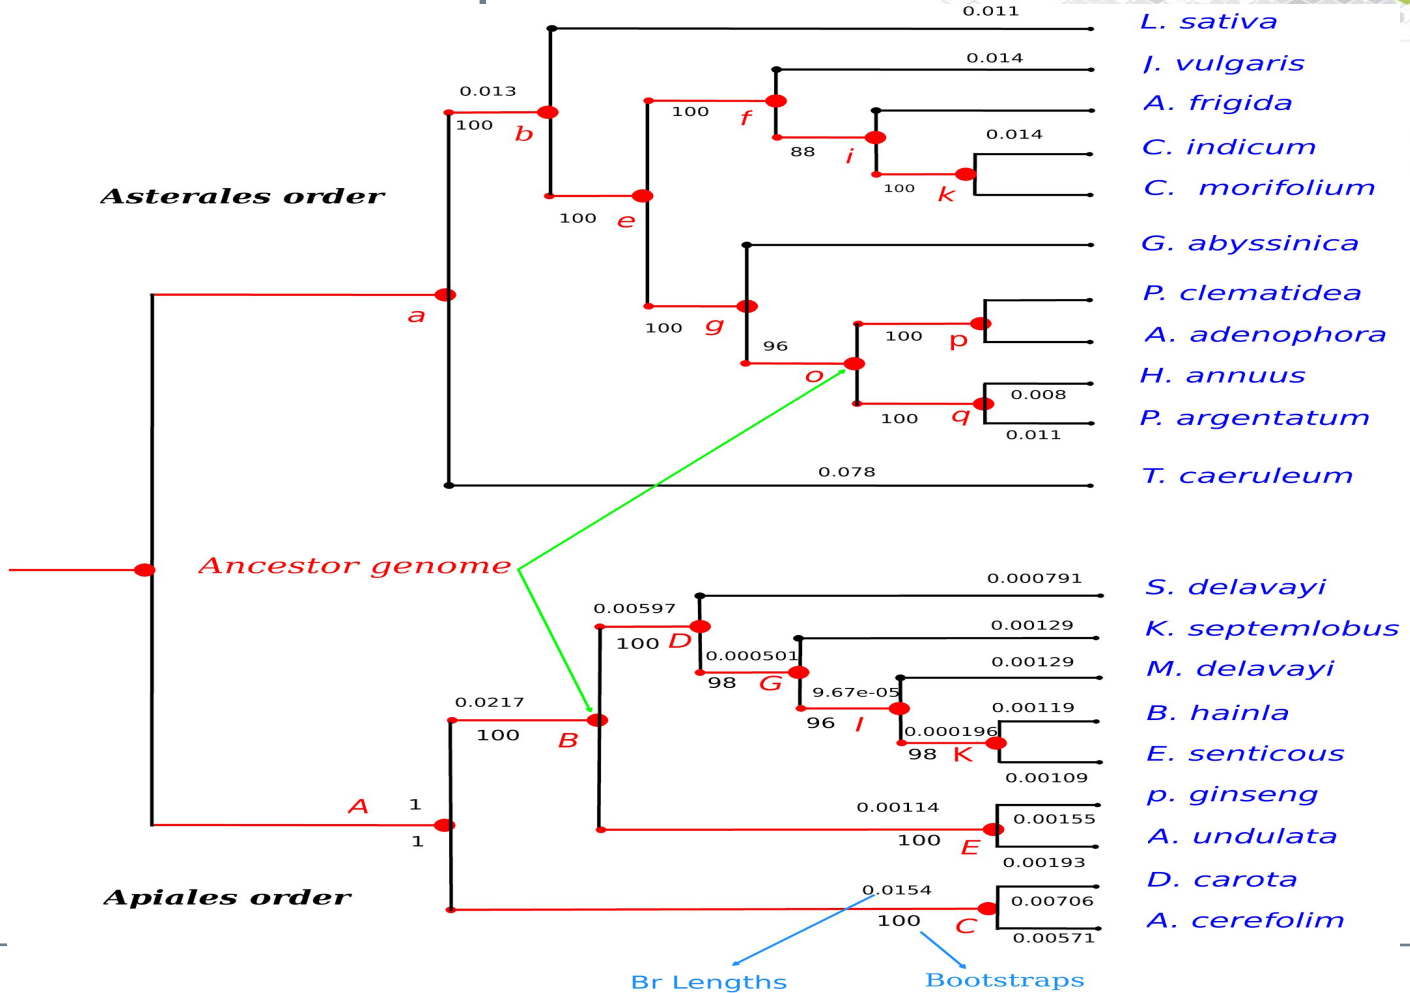 0.011
L. sativa
0.014
J. vulgaris
0.013
A. frigida
100
b
100
f
0.014
C. indicum
88
i
Asterales order
100
k
C. morifolium
100
e
G. abyssinica
a
100
g
P. clematidea
96
100
p
A. adenophora
o
H. annuus
0.008
100
q
P. argentatum
0.011
0.078
T. caeruleum
Ancestor genome
0.000791
S. delavayi
0.00597
100
D
0.00129
K. septemlobus
0.000501
98
G
0.00129
M. delavayi
0.0217
9.67e-05
0.00119
B. hainla
100
B
96
I
0.000196
98
K
E. senticous
0.00109
A
1
0.00114
p. ginseng
0.00155
1
100
E
A. undulata
0.00193
Apiales order
0.0154
D. carota
0.00706
100
C
A. cerefolim
0.00571
Br Lengths
Bootstraps